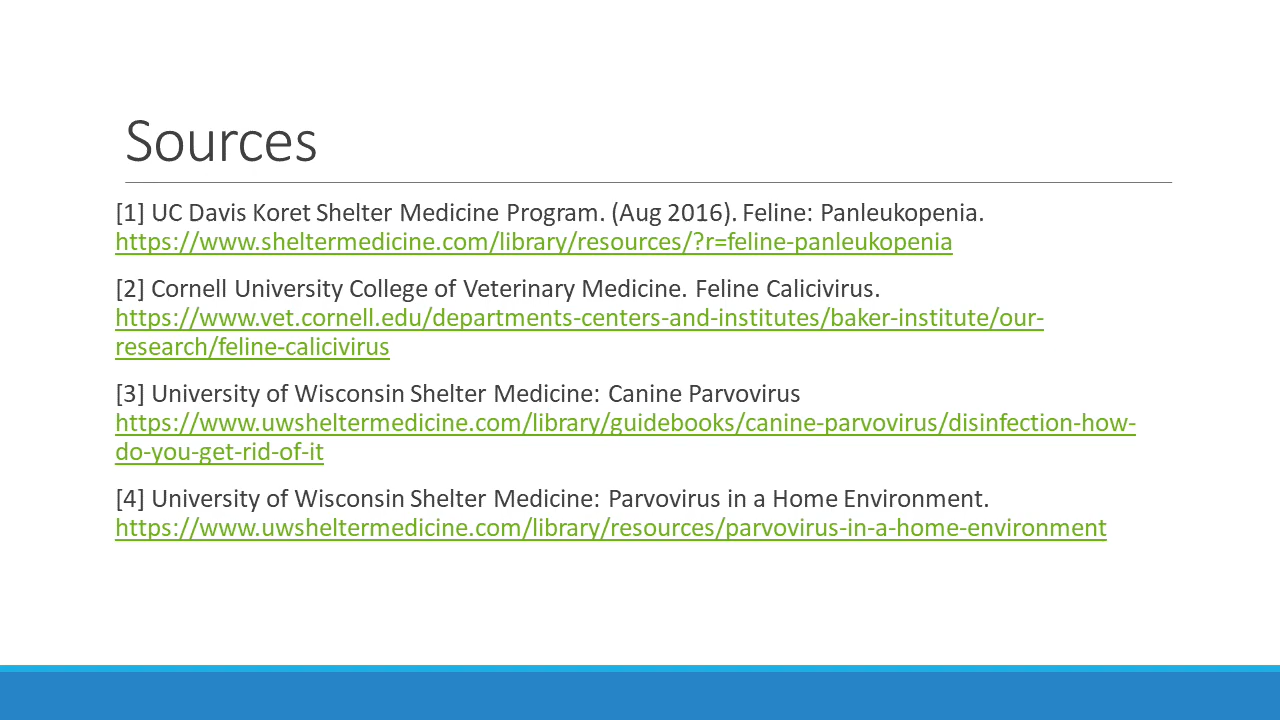 Sources
[1] UC Davis Koret Shelter Medicine Program. (Aug 2016). Feline: Panleukopenia.
https://www.sheltermedicine.com/library/resources/?r=feline-panleukopenia
[2] Cornell University College of Veterinary Medicine. Feline Calicivirus.
https://www.vet.cornell.edu/departments-centers-and-institutes/baker-institute/our-
research/feline-calicivirus
[3] University of Wisconsin Shelter Medicine: Canine Parvovirus
https://www.uwsheltermedicine.com/library/guidebooks/canine-parvovirus/disinfection-how-
do-you-get-rid-of-it
[4] University of Wisconsin Shelter Medicine: Parvovirus in a Home Environment.
https://www.uwsheltermedicine.com/library/resources/parvovirus-in-a-home-environment